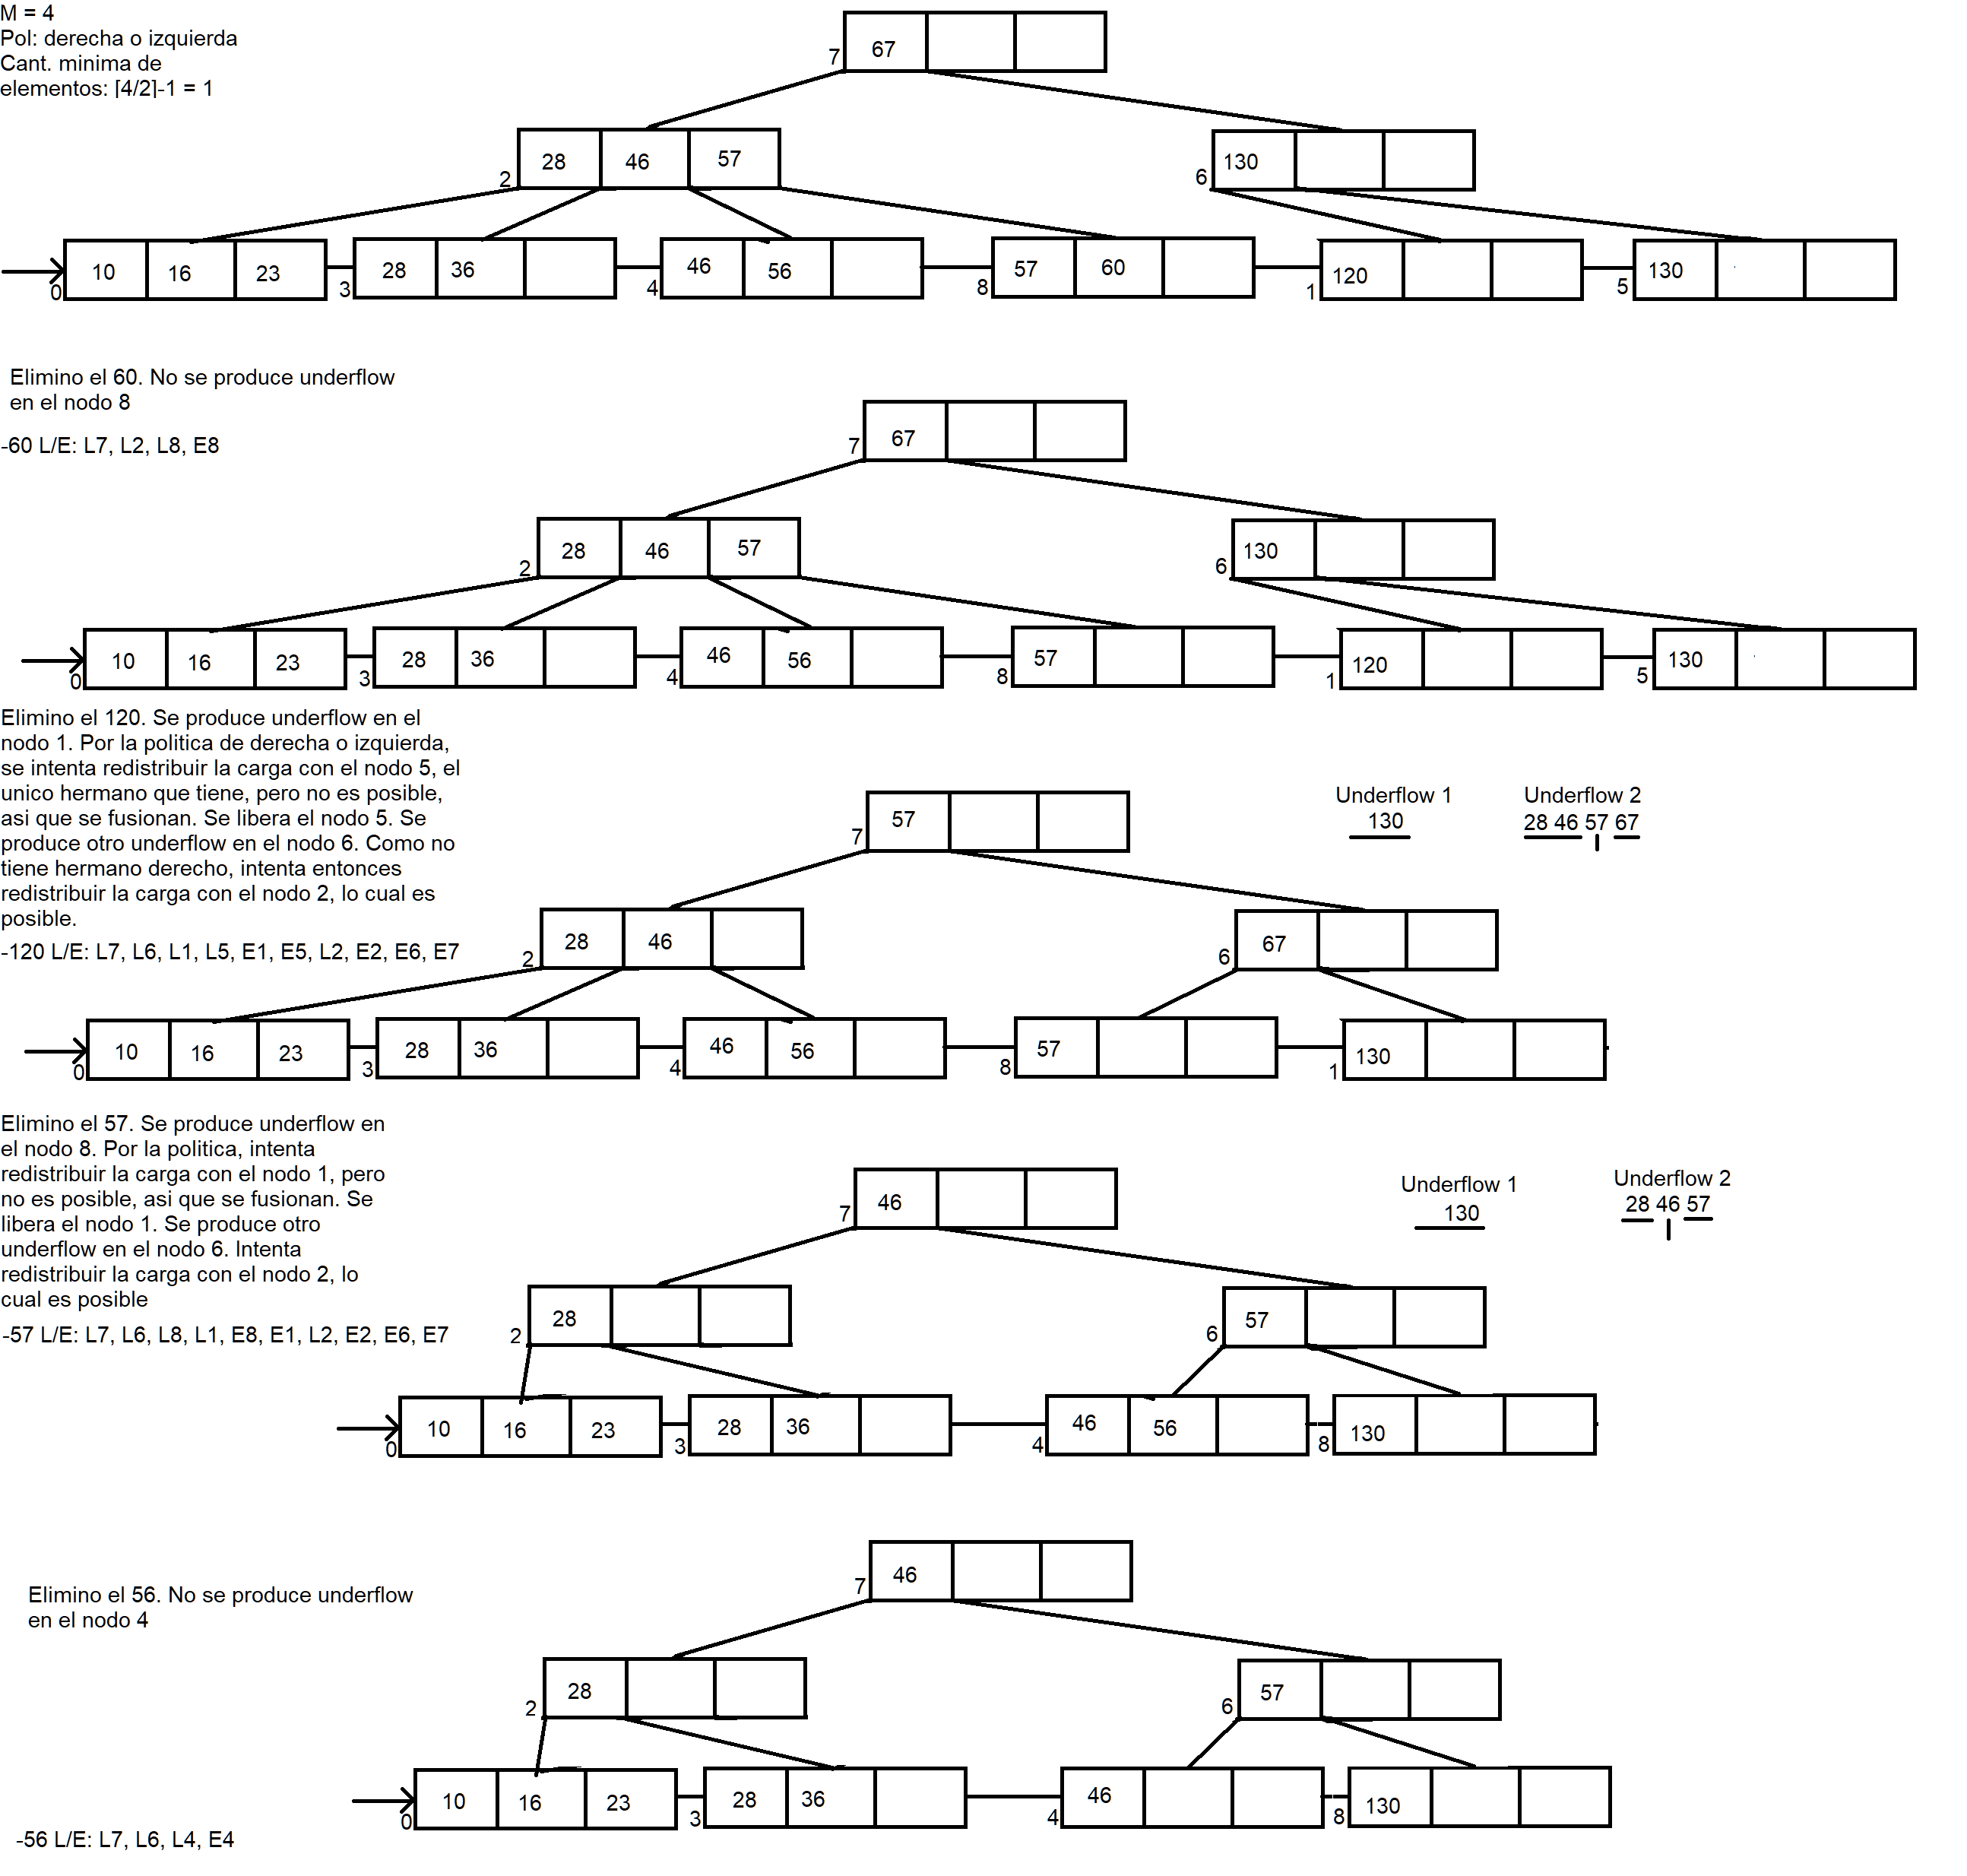 M = 4
Pol: derecha o izquierda
Cant. minima de
elementos: ⌈4/2⌉-1 = 1
7 67
2 28 46 57
6 130
0 10 16 23
3 28 36
4 46 56
8 57 60
1 120
5 130
Elimino el 60. No se produce underflow
en el nodo 8
-60 L/E: L7, L2, L8, E8
7 67
2 28 46 57
6 130
0 10 16 23
3 28 36
4 46 56
8 57
1 120
5 130
Elimino el 120. Se produce underflow en el
nodo 1. Por la politica de derecha o izquierda,
se intenta redistribuir la carga con el nodo 5, el
unico hermano que tiene, pero no es posible,
asi que se fusionan. Se libera el nodo 5. Se
produce otro underflow en el nodo 6. Como no
tiene hermano derecho, intenta entonces
redistribuir la carga con el nodo 2, lo cual es
posible.
-120 L/E: L7, L6, L1, L5, E1, E5, L2, E2, E6, E7
Underflow 1
130
Underflow 2
28 46 57 67
7 57
2 28 46
6 67
0 10 16 23
3 28 36
4 46 56
8 57
1 130
Elimino el 57. Se produce underflow en
el nodo 8. Por la politica, intenta
redistribuir la carga con el nodo 1, pero
no es posible, asi que se fusionan. Se
libera el nodo 1. Se produce otro
underflow en el nodo 6. Intenta
redistribuir la carga con el nodo 2, lo
cual es posible
-57 L/E: L7, L6, L8, L1, E8, E1, L2, E2, E6, E7
Underflow 1
130
Underflow 2
28 46 57
7 46
2 28
6 57
0 10 16 23
3 28 36
4 46 56
8 130
Elimino el 56. No se produce underflow
en el nodo 4
7 46
2 28
6 57
0 10 16 23
3 28 36
4 46
8 130
-56 L/E: L7, L6, L4, E4